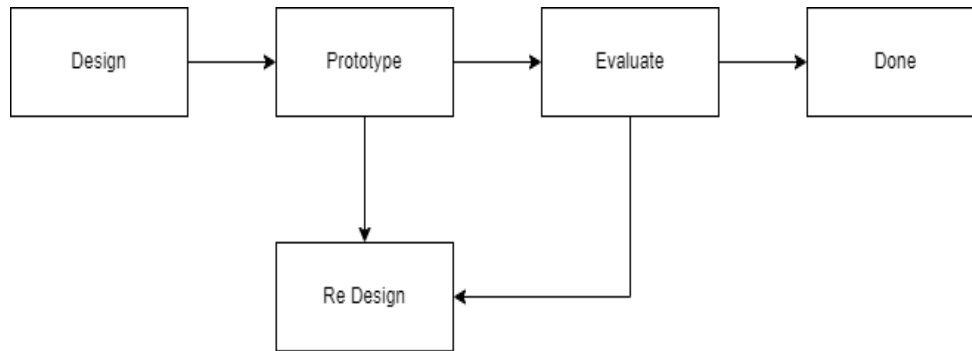 Design
Prototype
Evaluate
Done
Re Design